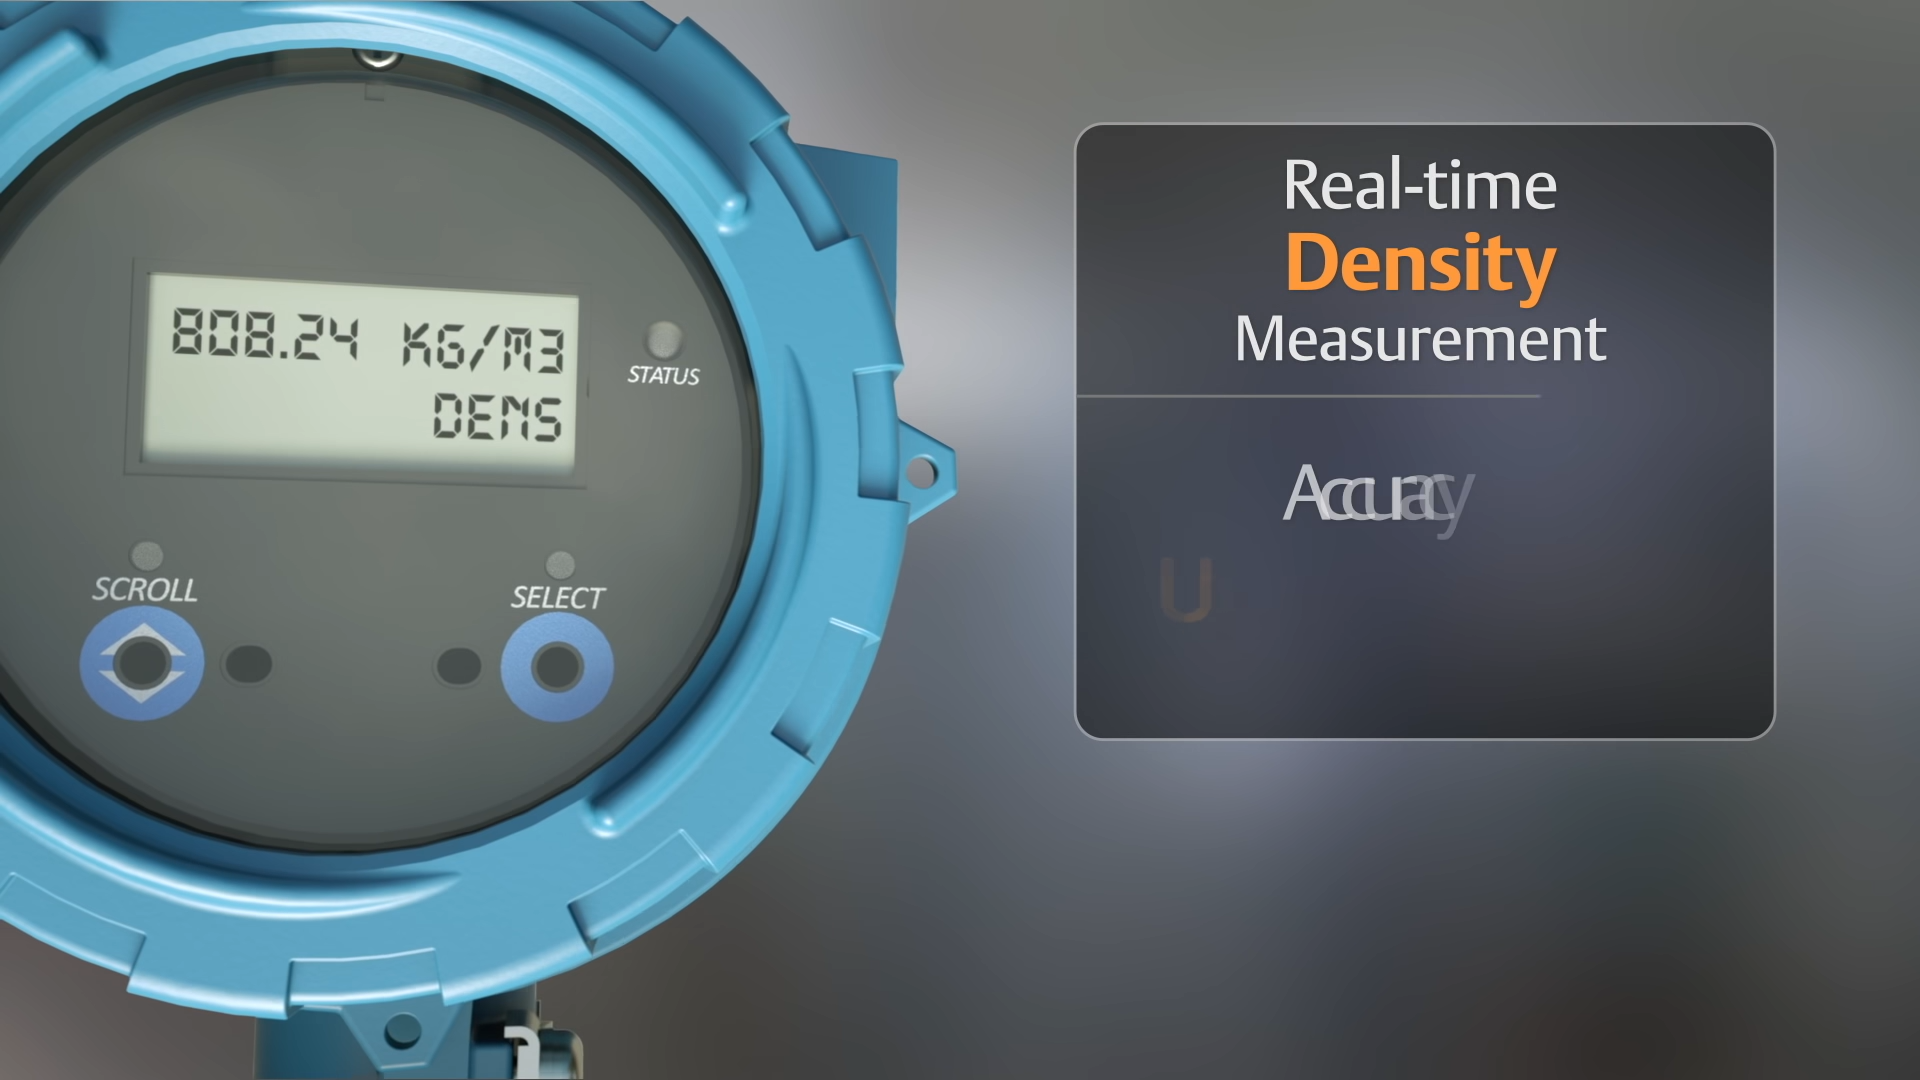 808.24 KG/M3
DENS
STATUS
SCROLL
SELECT
Real-time
Density
Measurement
Accuracy
U